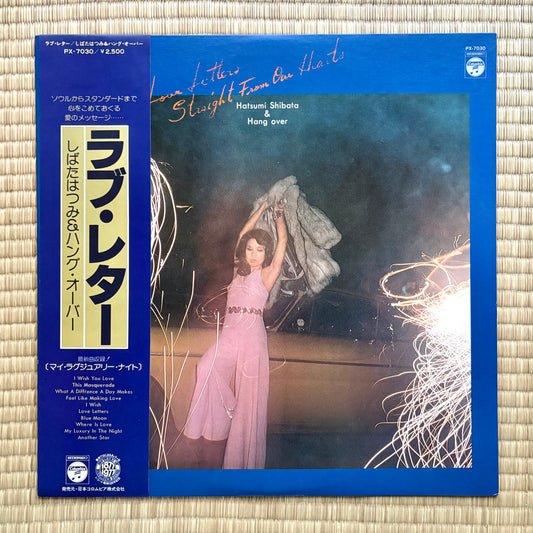 ラブ・レター／しばたはつみ&ハング・オーバー
PX-7030／¥2,500
ソウルからスタンダードまで
心をこめておくる
愛のメッセージ……
ラブ・レター
しばたはつみ&ハング・オーバー
最新曲収録！
〔マイ・ラグジュアリー・ナイト〕
I Wish You Love
This Masquerade
What A Diffrence A Day Makes
Feel Like Making Love
I Wish
Love Letters
Blue Moon
Where Is Love
My Luxury In The Night
Another Star
1877
1977
発売元・日本コロムビア株式会社
PX-7030
Love Letters
Straight From Our Hearts
Hatsumi Shibata
&
Hang over